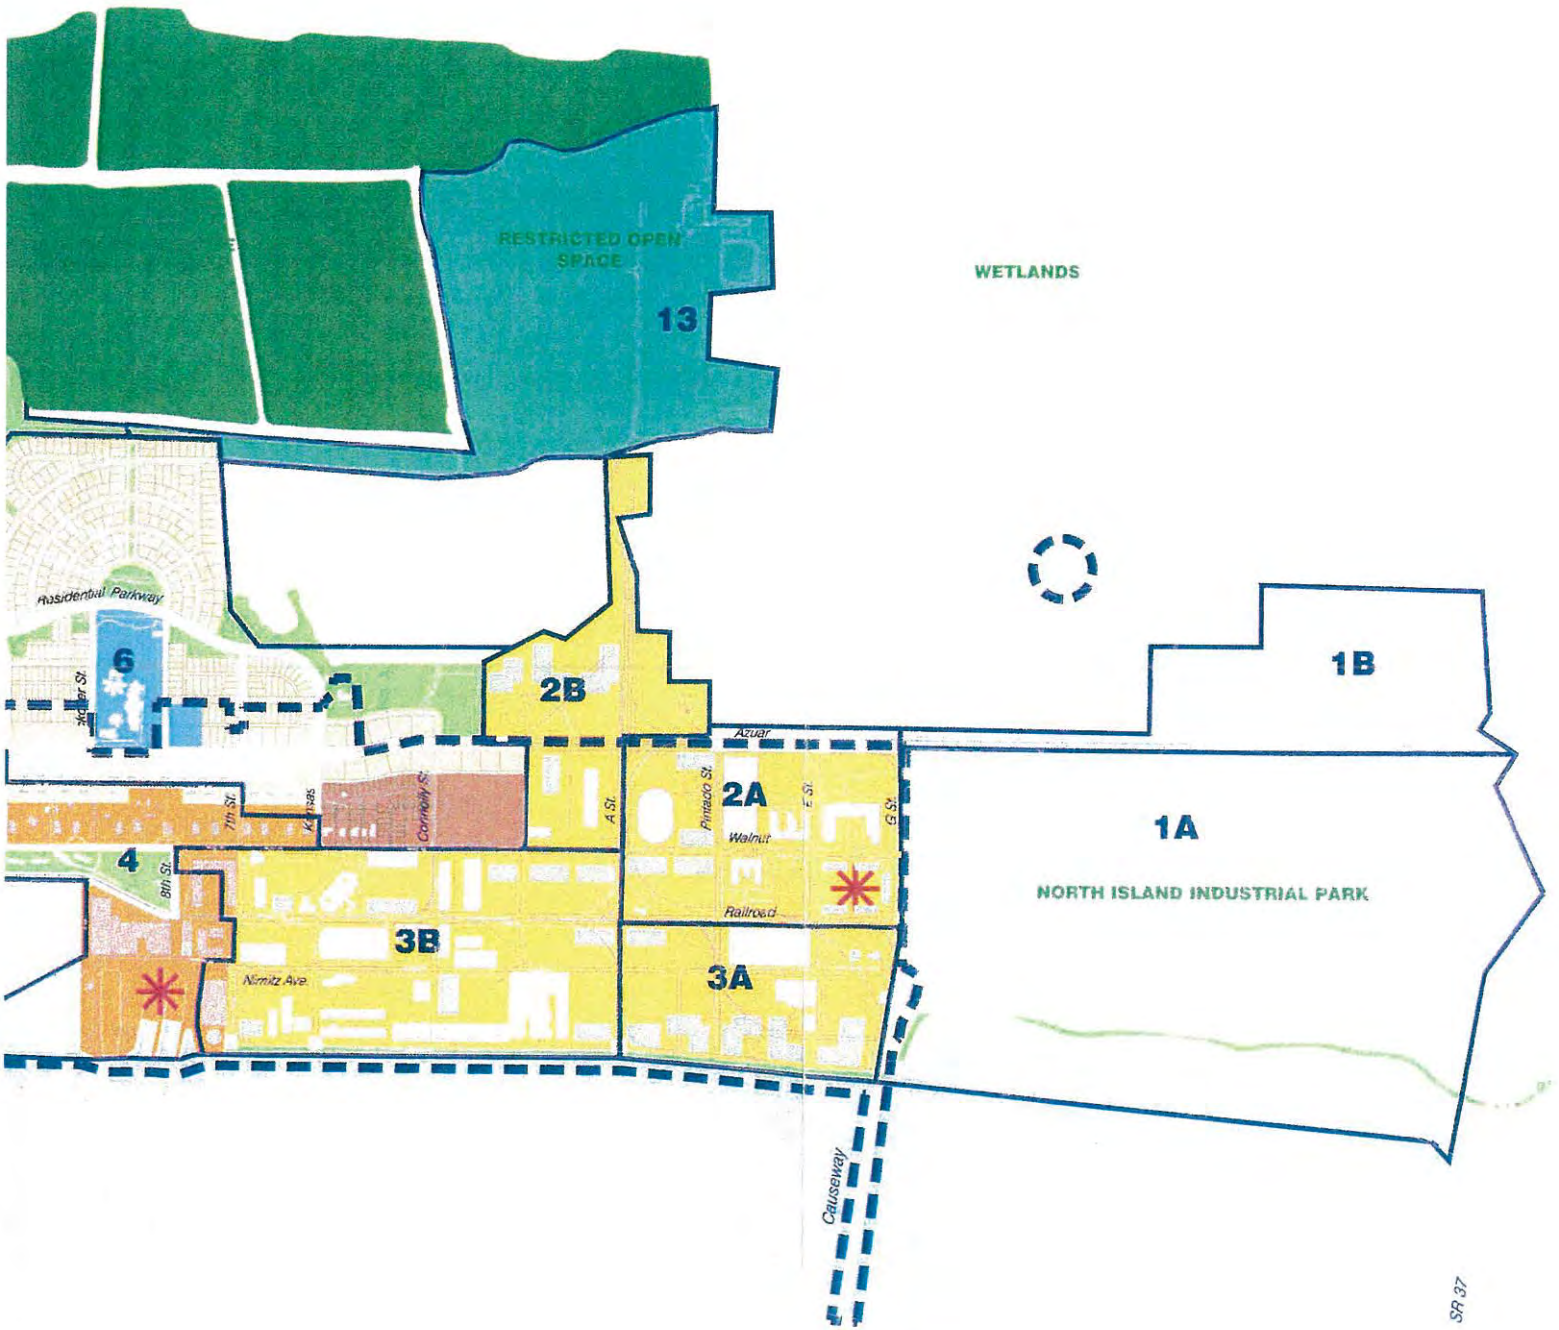 RESTRICTED OPEN
SPACE
WETLANDS
13
Residential Parkway
6
1B
2B
Azuar
7th St.
Kansas
Connolly St.
A St.
Pintado St.
2A
E St.
G St.
Walnut
1A
4
8th St.
NORTH ISLAND INDUSTRIAL PARK
Railroad
3B
3A
Nimitz Ave.
Causeway
SR 37